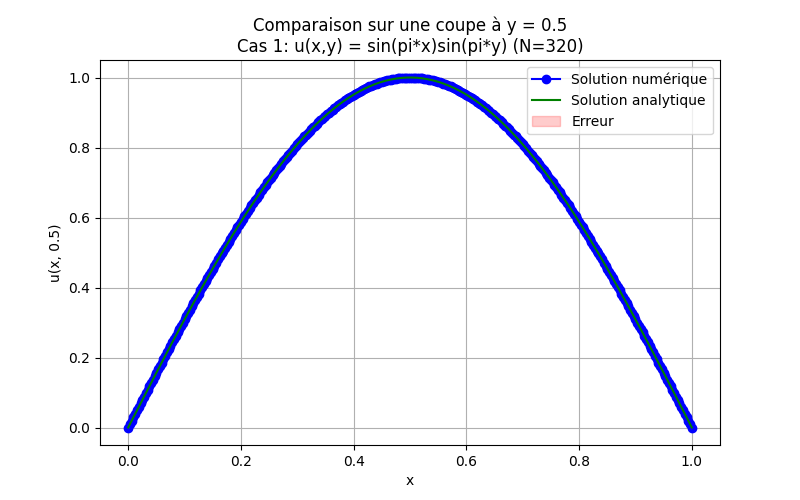 Comparaison sur une coupe à y = 0.5
Cas 1: u(x,y) = sin(pi*x)sin(pi*y) (N=320)
Solution numérique
Solution analytique
Erreur
1.0
0.8
0.6
0.4
0.2
0.0
u(x, 0.5)
0.0 0.2 0.4 0.6 0.8 1.0
x